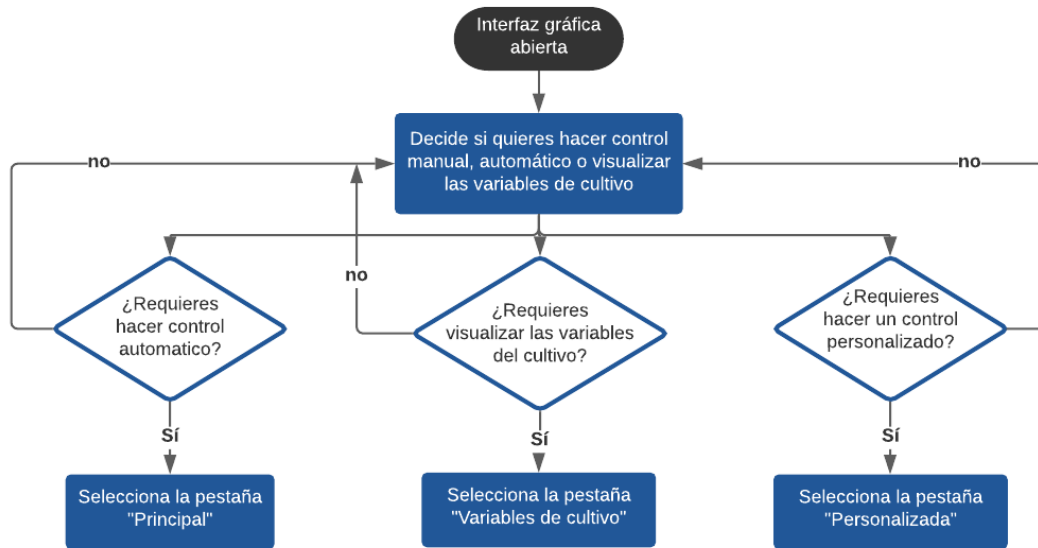 Interfaz gráfica
abierta
Decide si quieres hacer control
manual, automático o visualizar
las variables de cultivo
no
no
no
¿Requieres
hacer control
automatico?
¿Requieres
visualizar las variables
del cultivo?
¿Requieres
hacer un control
personalizado?
Sí
Sí
Sí
Selecciona la pestaña
"Principal"
Selecciona la pestaña
"Variables de cultivo"
Selecciona la pestaña
"Personalizada"